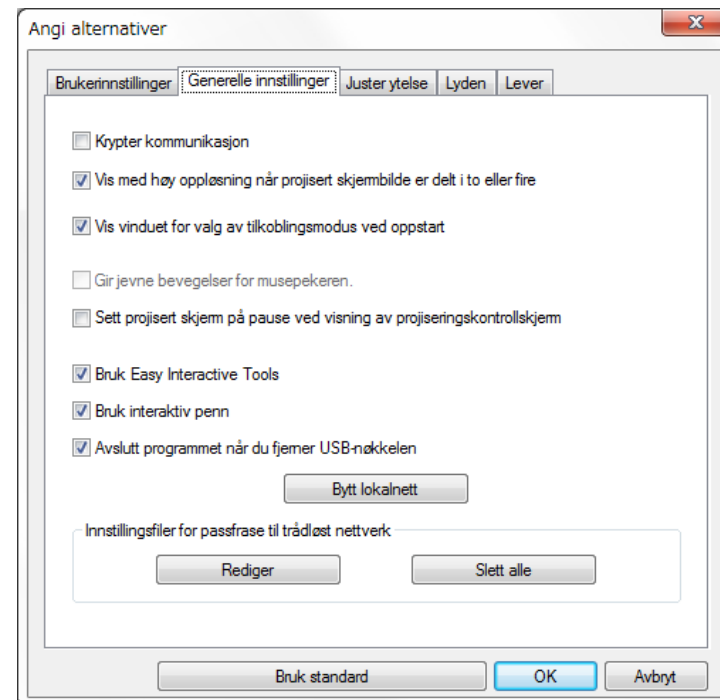 Angi alternativer
Brukerinnstillinger Generelle innstillinger Juster ytelse Lyden Lever
Krypter kommunikasjon
Vis med høy oppløsning når projisert skjermbilde er delt i to eller fire
Vis vinduet for valg av tilkoblingsmodus ved oppstart
Gir jevne bevegelser for musepekeren.
Sett projisert skjerm på pause ved visning av projiseringskontrollskjerm
Bruk Easy Interactive Tools
Bruk interaktiv penn
Avslutt programmet når du fjerner USB-nøkkelen
Bytt lokalnett
Innstillingsfiler for passfrase til trådløst nettverk
Rediger Slett alle
Bruk standard OK Avbryt